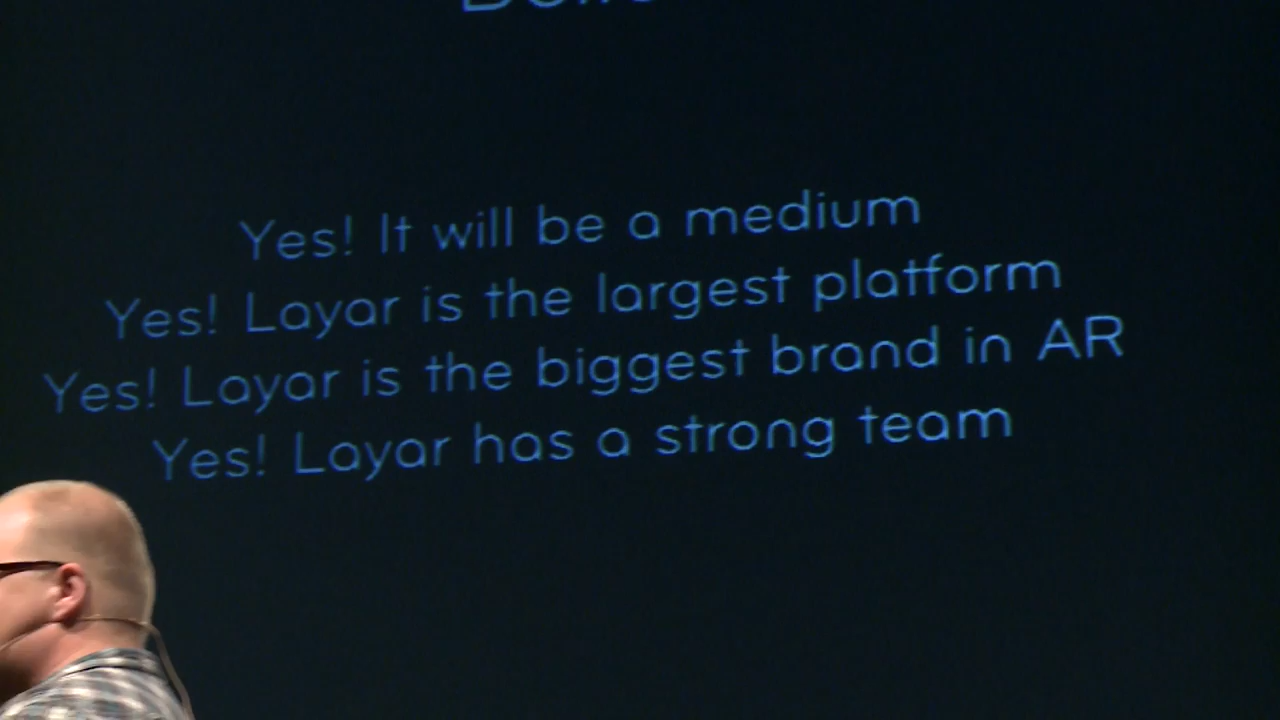 Yes! It will be a medium
Yes! Layar is the largest platform
Yes! Layar is the biggest brand in AR
Yes! Layar has a strong team